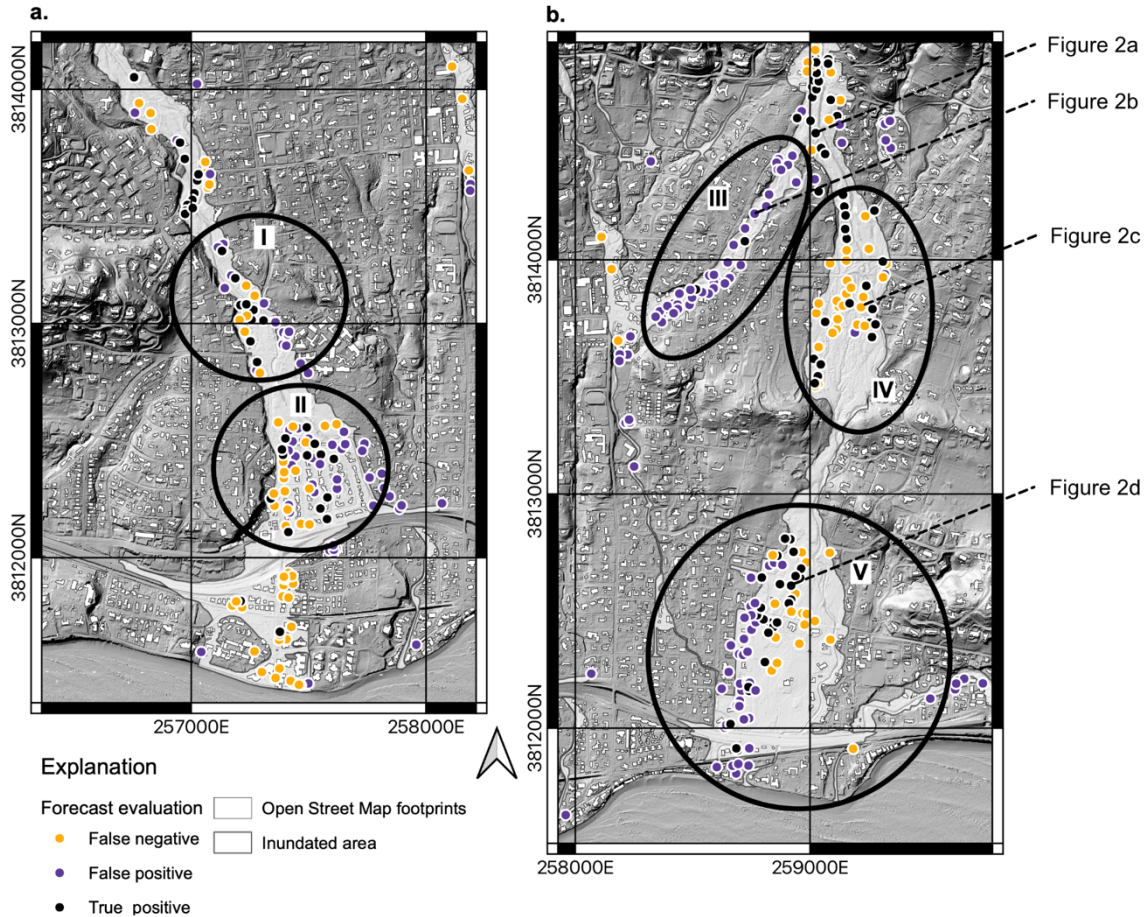 a.
b.
Figure 2a
Figure 2b
Figure 2c
Figure 2d
3814000N
3813000N
3812000N
257000E
258000E
I
II
3814000N
3813000N
3812000N
258000E
259000E
III
IV
V
Explanation
Forecast evaluation
False negative
False positive
True positive
Open Street Map footprints
Inundated area